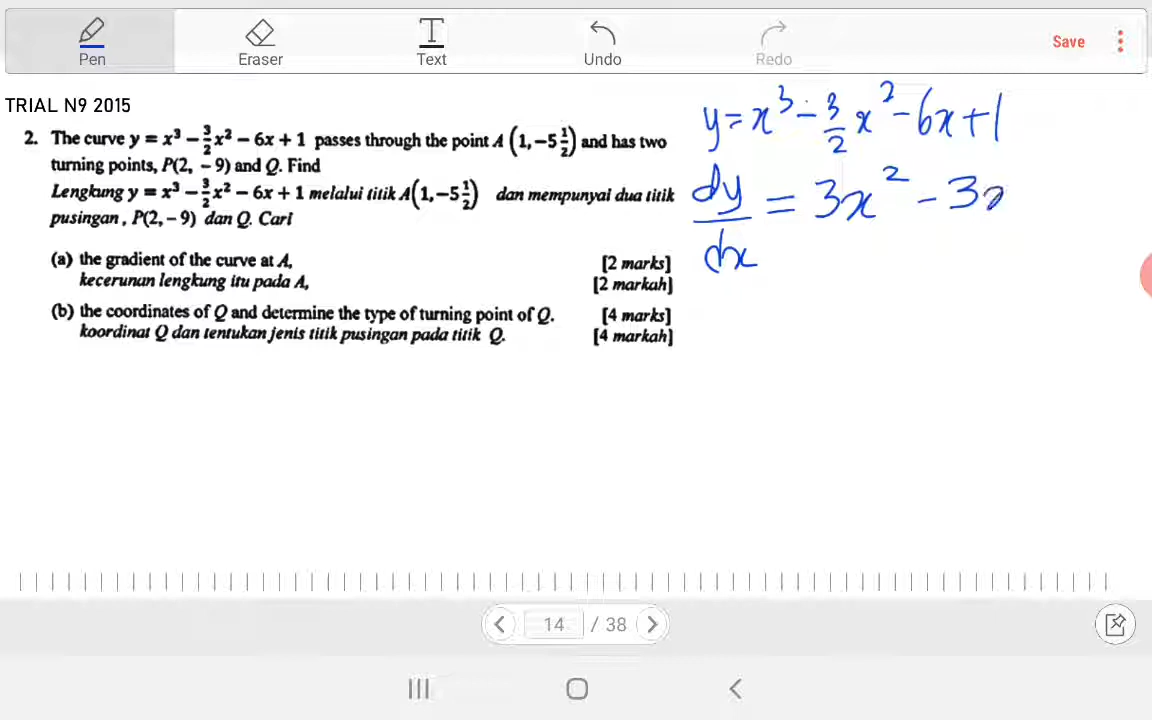 Pen
Eraser
Text
Undo
Redo
Save
TRIAL N9 2015
2. The curve y = x³ − 3/2 x² − 6x + 1 passes through the point A (1, −5 1/2) and has two
turning points, P(2, − 9) and Q. Find
Lengkung y = x³ − 3/2 x² − 6x + 1 melalui titik A(1, −5 1/2) dan mempunyai dua titik
pusingan , P(2, − 9) dan Q. Cari
(a) the gradient of the curve at A, [2 marks]
kecerunan lengkung itu pada A, [2 markah]
(b) the coordinates of Q and determine the type of turning point of Q. [4 marks]
koordinat Q dan tentukan jenis titik pusingan pada titik Q. [4 markah]
y = x³ − 3/2 x² − 6x + 1
dy/dx = 3x² − 3
14 / 38